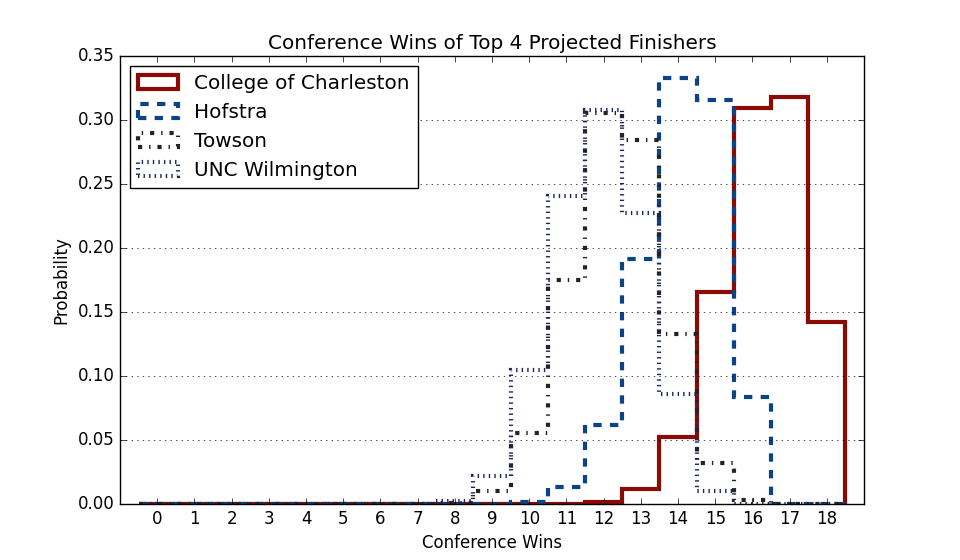 Conference Wins of Top 4 Projected Finishers
0.35
0.30
0.25
0.20
0.15
0.10
0.05
0.00
Probability
College of Charleston
Hofstra
Towson
UNC Wilmington
0 1 2 3 4 5 6 7 8 9 10 11 12 13 14 15 16 17 18
Conference Wins